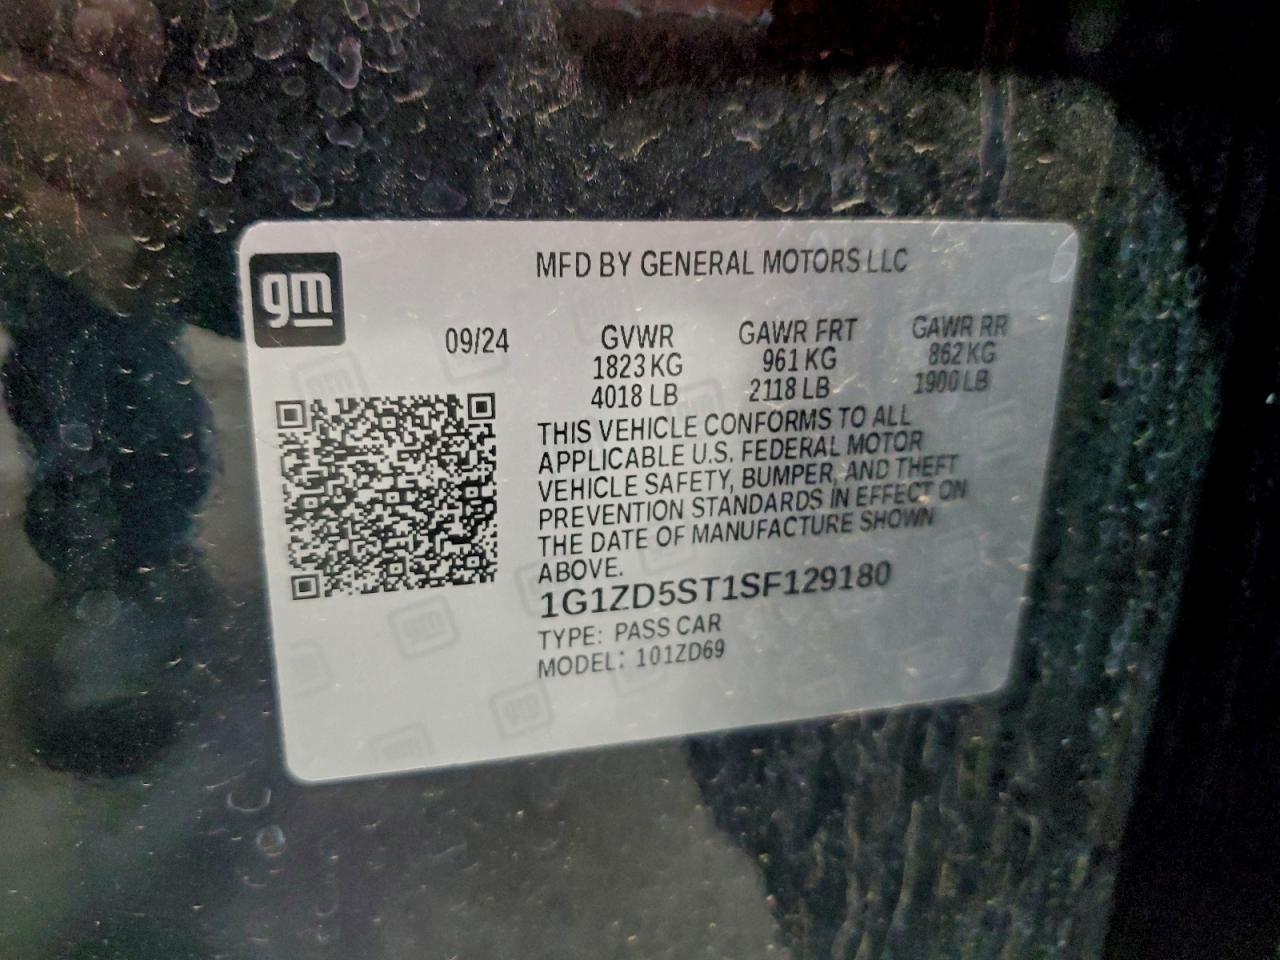 gm
MFD BY GENERAL MOTORS LLC
09/24 GVWR GAWR FRT GAWR RR
1823 KG 961 KG 862 KG
4018 LB 2118 LB 1900 LB
THIS VEHICLE CONFORMS TO ALL
APPLICABLE U.S. FEDERAL MOTOR
VEHICLE SAFETY, BUMPER, AND THEFT
PREVENTION STANDARDS IN EFFECT ON
THE DATE OF MANUFACTURE SHOWN
ABOVE.
1G1ZD5ST1SF129180
TYPE: PASS CAR
MODEL: 101ZD69